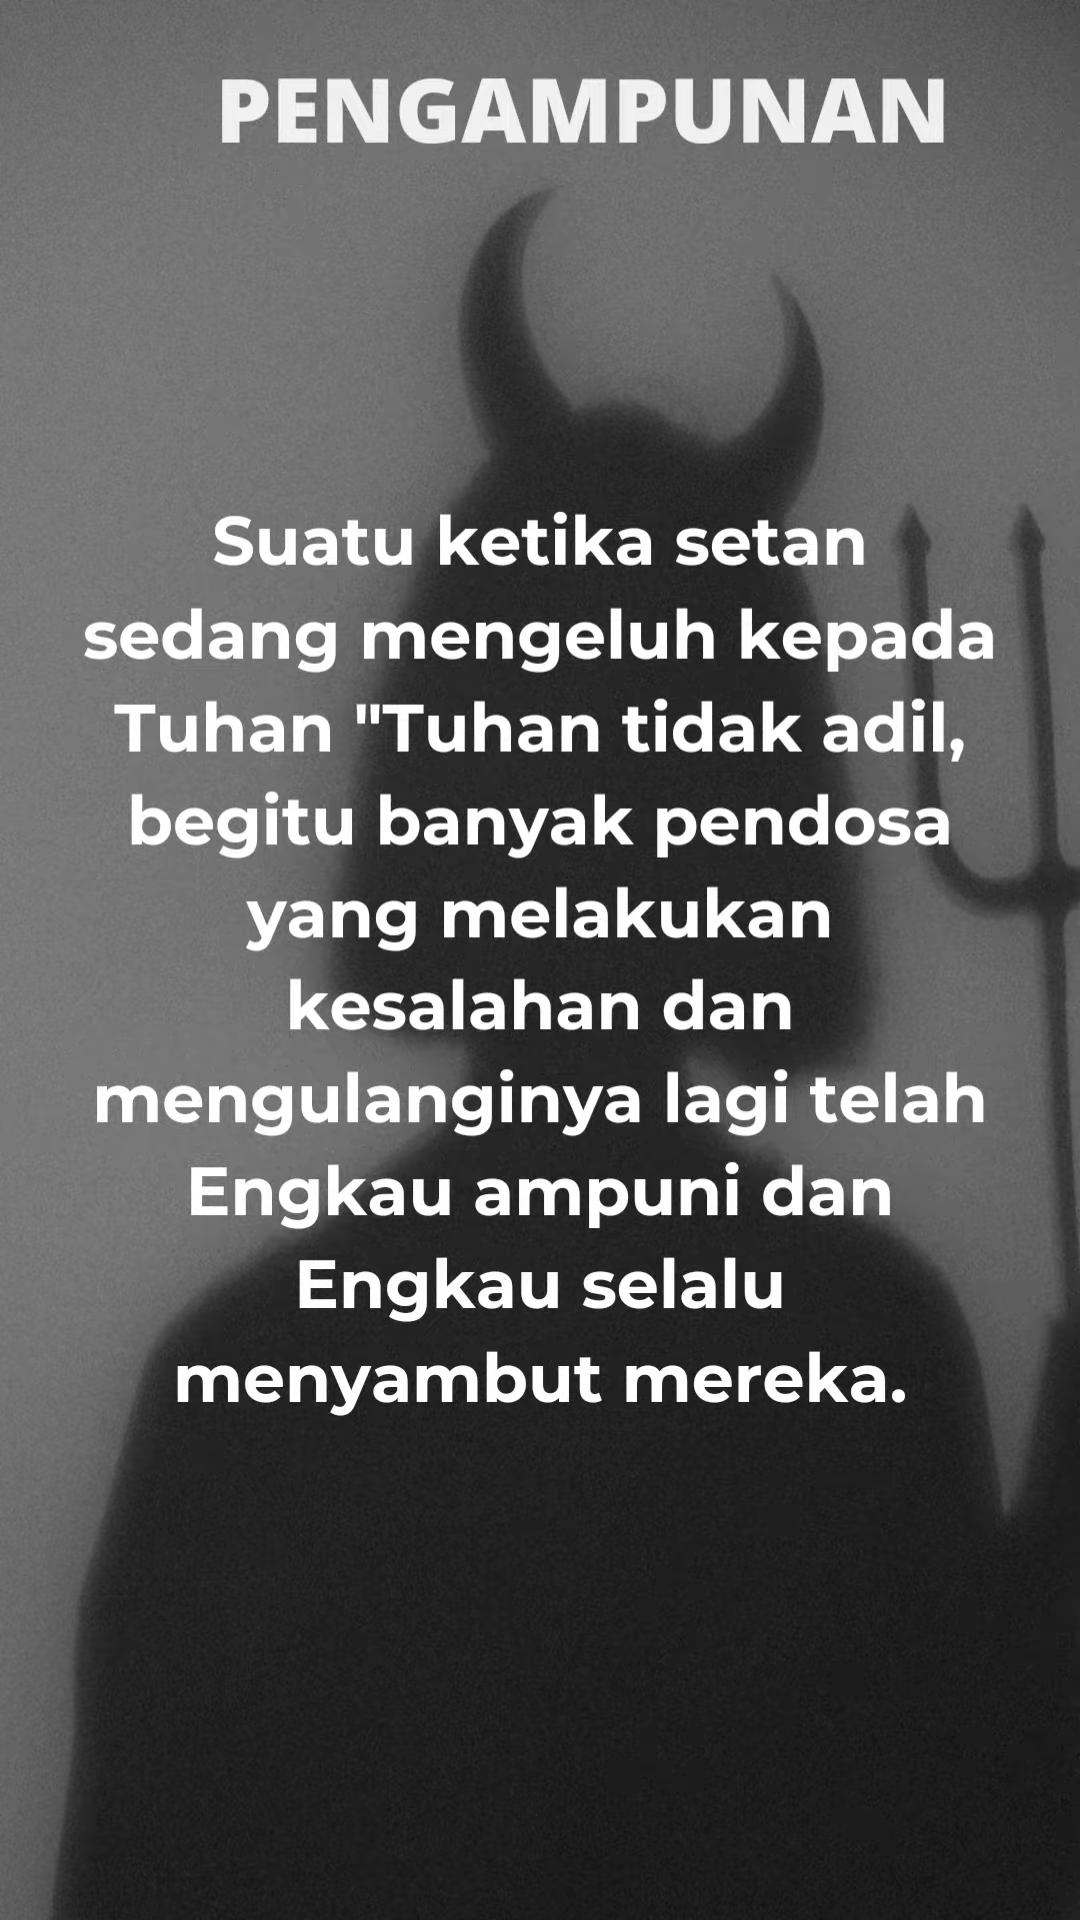 PENGAMPUNAN
Suatu ketika setan
sedang mengeluh kepada
Tuhan "Tuhan tidak adil,
begitu banyak pendosa
yang melakukan
kesalahan dan
mengulanginya lagi telah
Engkau ampuni dan
Engkau selalu
menyambut mereka.